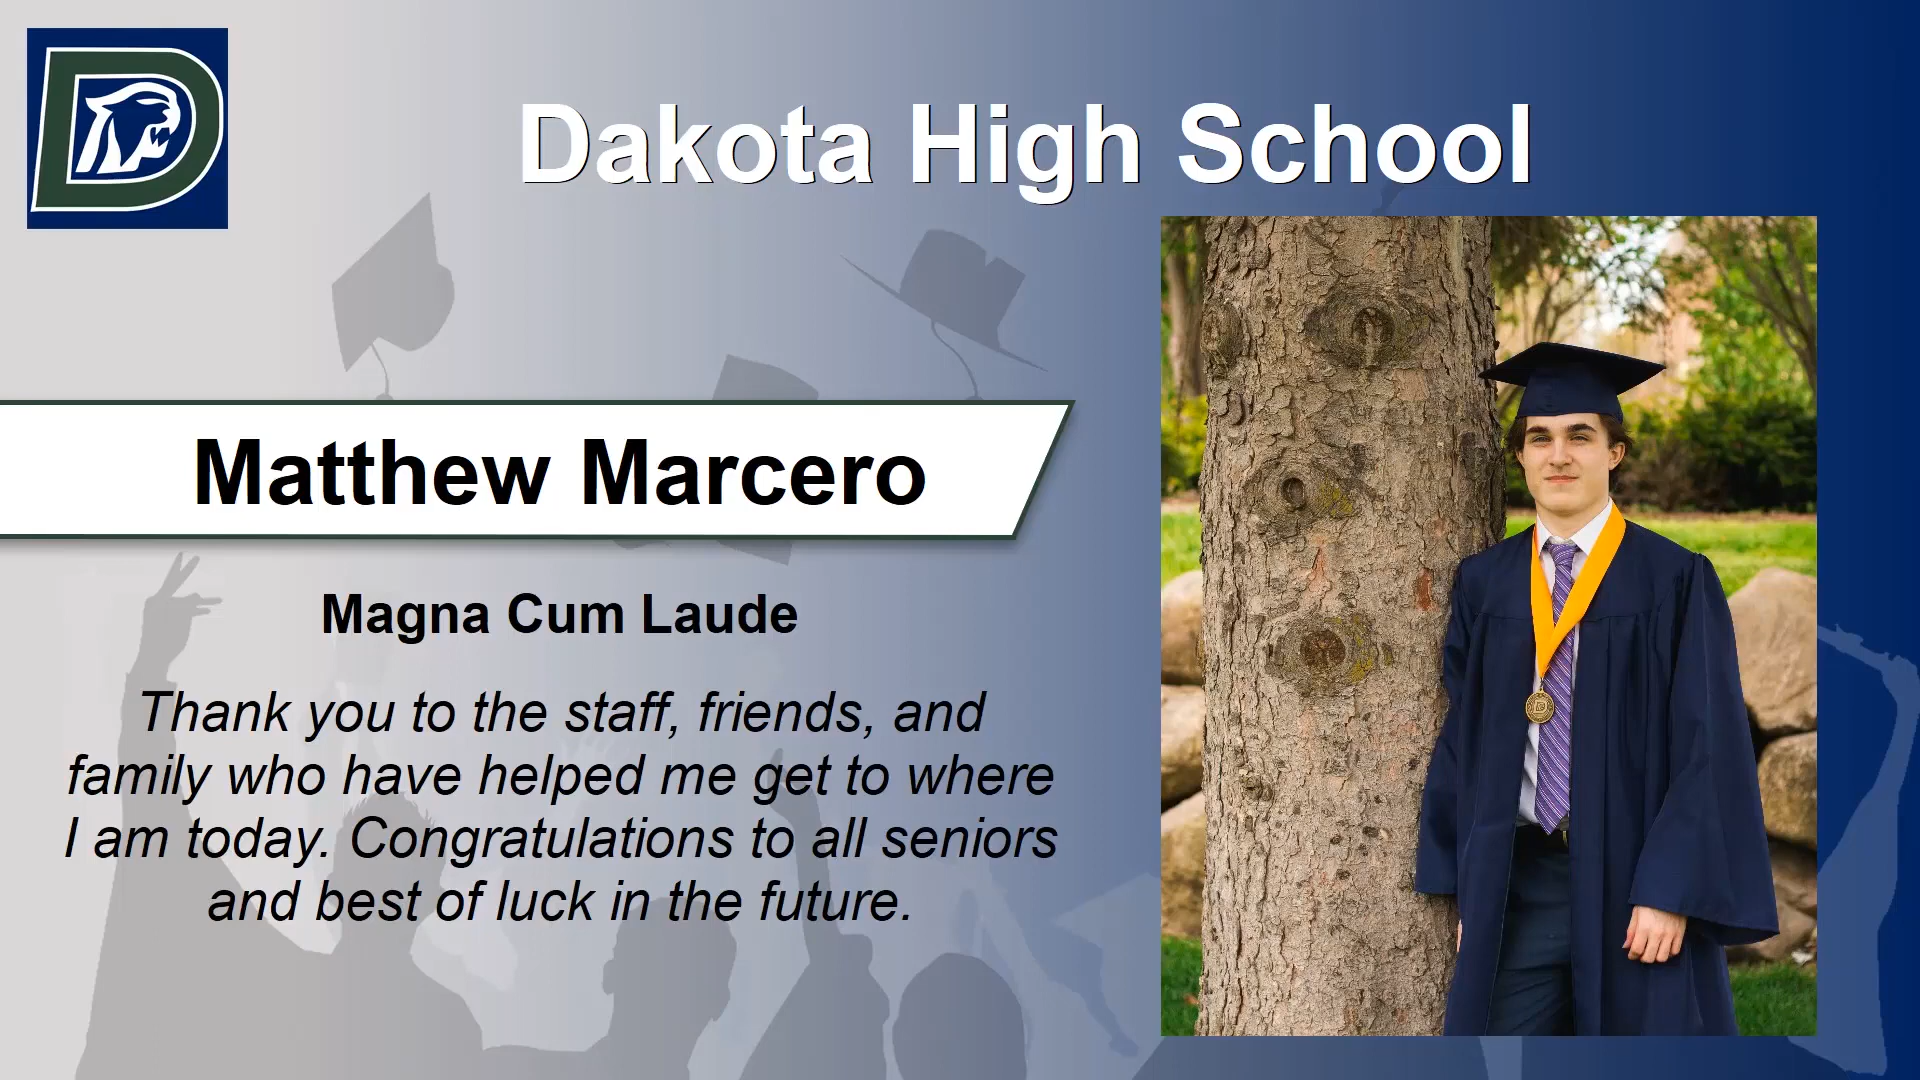 D
Dakota High School
Matthew Marcero
Magna Cum Laude
Thank you to the staff, friends, and
family who have helped me get to where
I am today. Congratulations to all seniors
and best of luck in the future.
D